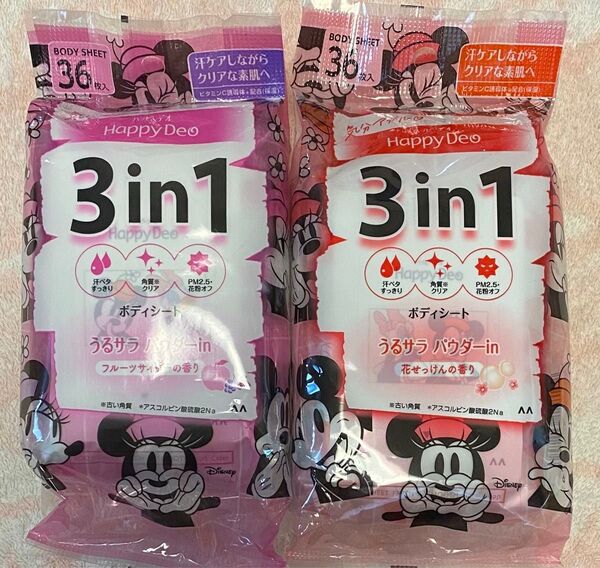 BODY SHEET
36枚入
汗ケアしながら
クリアな素肌へ
ビタミンC誘導体*配合(保湿)
ハッピーデオ
Happy Deo
3in1
汗ベタ
すっきり
角質※
クリア
PM2.5・
花粉オフ
ボディシート
うるサラ パウダーin
フルーツサイダーの香り
※古い角質 *アスコルビン酸硫酸2Na
Disney
BODY SHEET
36枚入
汗ケアしながら
クリアな素肌へ
ビタミンC誘導体*配合(保湿)
Happy Deo
3in1
汗ベタ
すっきり
角質※
クリア
PM2.5・
花粉オフ
ボディシート
うるサラ パウダーin
花せっけんの香り
※古い角質 *アスコルビン酸硫酸2Na
Disney